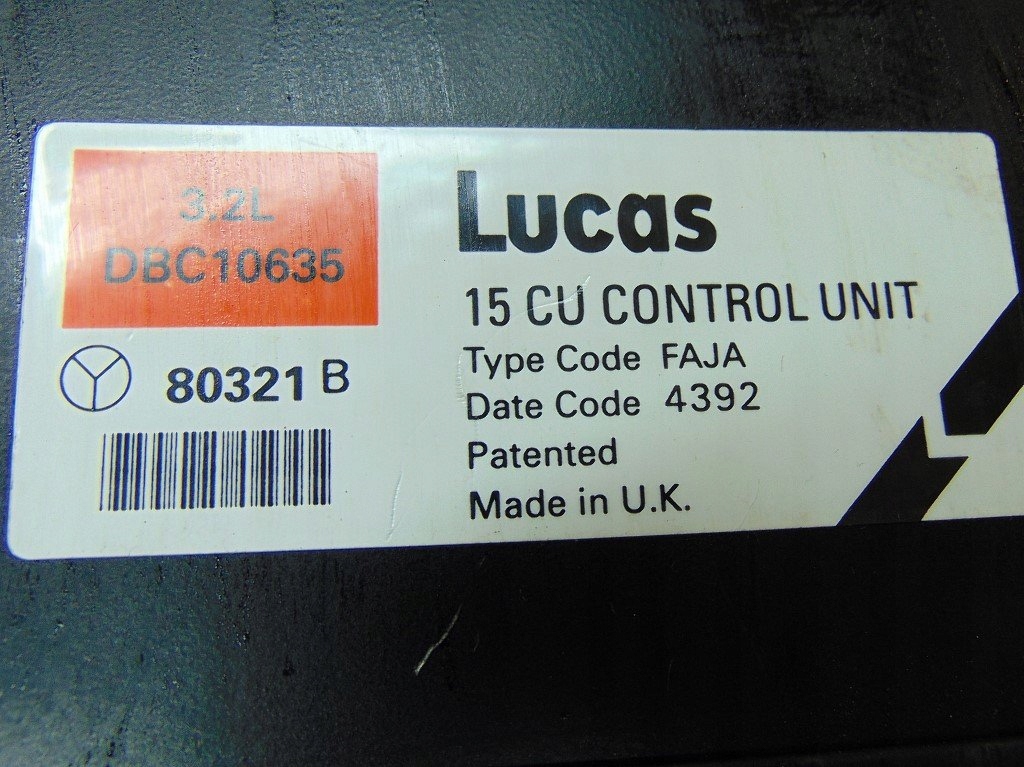 3.2L
DBC10635
80321 B
Lucas
15 CU CONTROL UNIT
Type Code FAJA
Date Code 4392
Patented
Made in U.K.